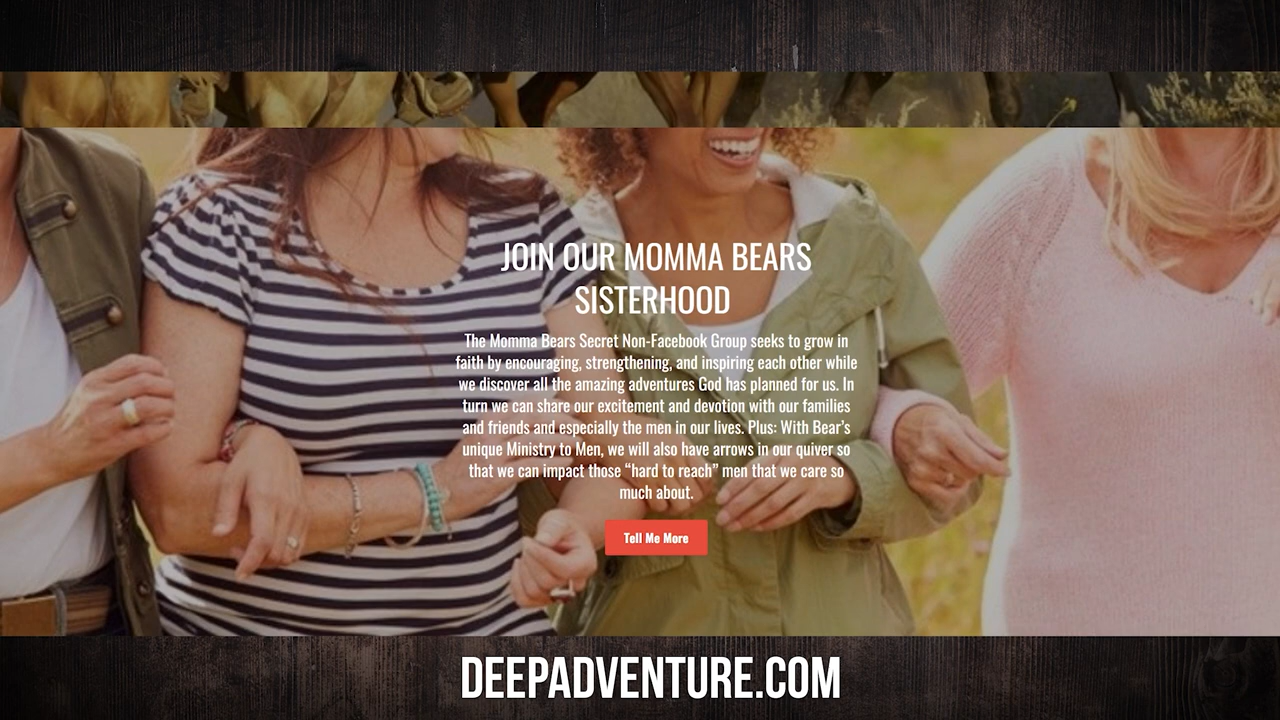 JOIN OUR MOMMA BEARS
SISTERHOOD
The Momma Bears Secret Non-Facebook Group seeks to grow in
faith by encouraging, strengthening, and inspiring each other while
we discover all the amazing adventures God has planned for us. In
turn we can share our excitement and devotion with our families
and friends and especially the men in our lives. Plus: With Bear’s
unique Ministry to Men, we will also have arrows in our quiver so
that we can impact those “hard to reach” men that we care so
much about.
Tell Me More
DEEPADVENTURE.COM